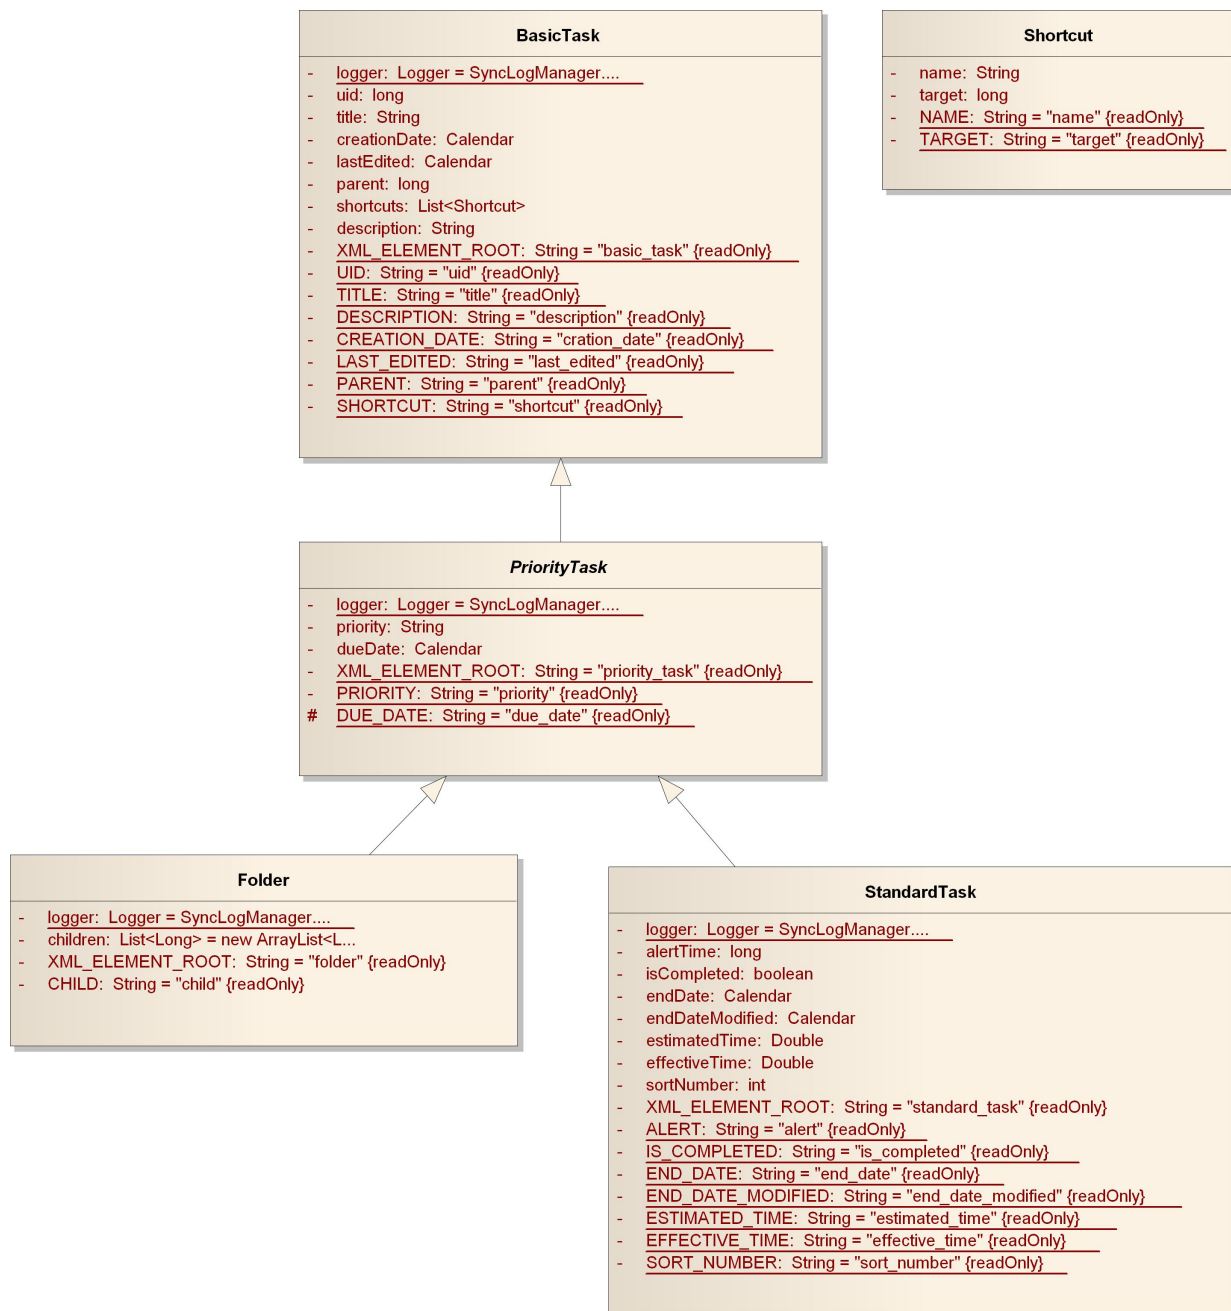 BasicTask
- logger: Logger = SyncLogManager....
- uid: long
- title: String
- creationDate: Calendar
- lastEdited: Calendar
- parent: long
- shortcuts: List<Shortcut>
- description: String
- XML_ELEMENT_ROOT: String = "basic_task" {readOnly}
- UID: String = "uid" {readOnly}
- TITLE: String = "title" {readOnly}
- DESCRIPTION: String = "description" {readOnly}
- CREATION_DATE: String = "cration_date" {readOnly}
- LAST_EDITED: String = "last_edited" {readOnly}
- PARENT: String = "parent" {readOnly}
- SHORTCUT: String = "shortcut" {readOnly}
Shortcut
- name: String
- target: long
- NAME: String = "name" {readOnly}
- TARGET: String = "target" {readOnly}
PriorityTask
- logger: Logger = SyncLogManager....
- priority: String
- dueDate: Calendar
- XML_ELEMENT_ROOT: String = "priority_task" {readOnly}
- PRIORITY: String = "priority" {readOnly}
# DUE_DATE: String = "due_date" {readOnly}
Folder
- logger: Logger = SyncLogManager....
- children: List<Long> = new ArrayList<L...
- XML_ELEMENT_ROOT: String = "folder" {readOnly}
- CHILD: String = "child" {readOnly}
StandardTask
- logger: Logger = SyncLogManager....
- alertTime: long
- isCompleted: boolean
- endDate: Calendar
- endDateModified: Calendar
- estimatedTime: Double
- effectiveTime: Double
- sortNumber: int
- XML_ELEMENT_ROOT: String = "standard_task" {readOnly}
- ALERT: String = "alert" {readOnly}
- IS_COMPLETED: String = "is_completed" {readOnly}
- END_DATE: String = "end_date" {readOnly}
- END_DATE_MODIFIED: String = "end_date_modified" {readOnly}
- ESTIMATED_TIME: String = "estimated_time" {readOnly}
- EFFECTIVE_TIME: String = "effective_time" {readOnly}
- SORT_NUMBER: String = "sort_number" {readOnly}